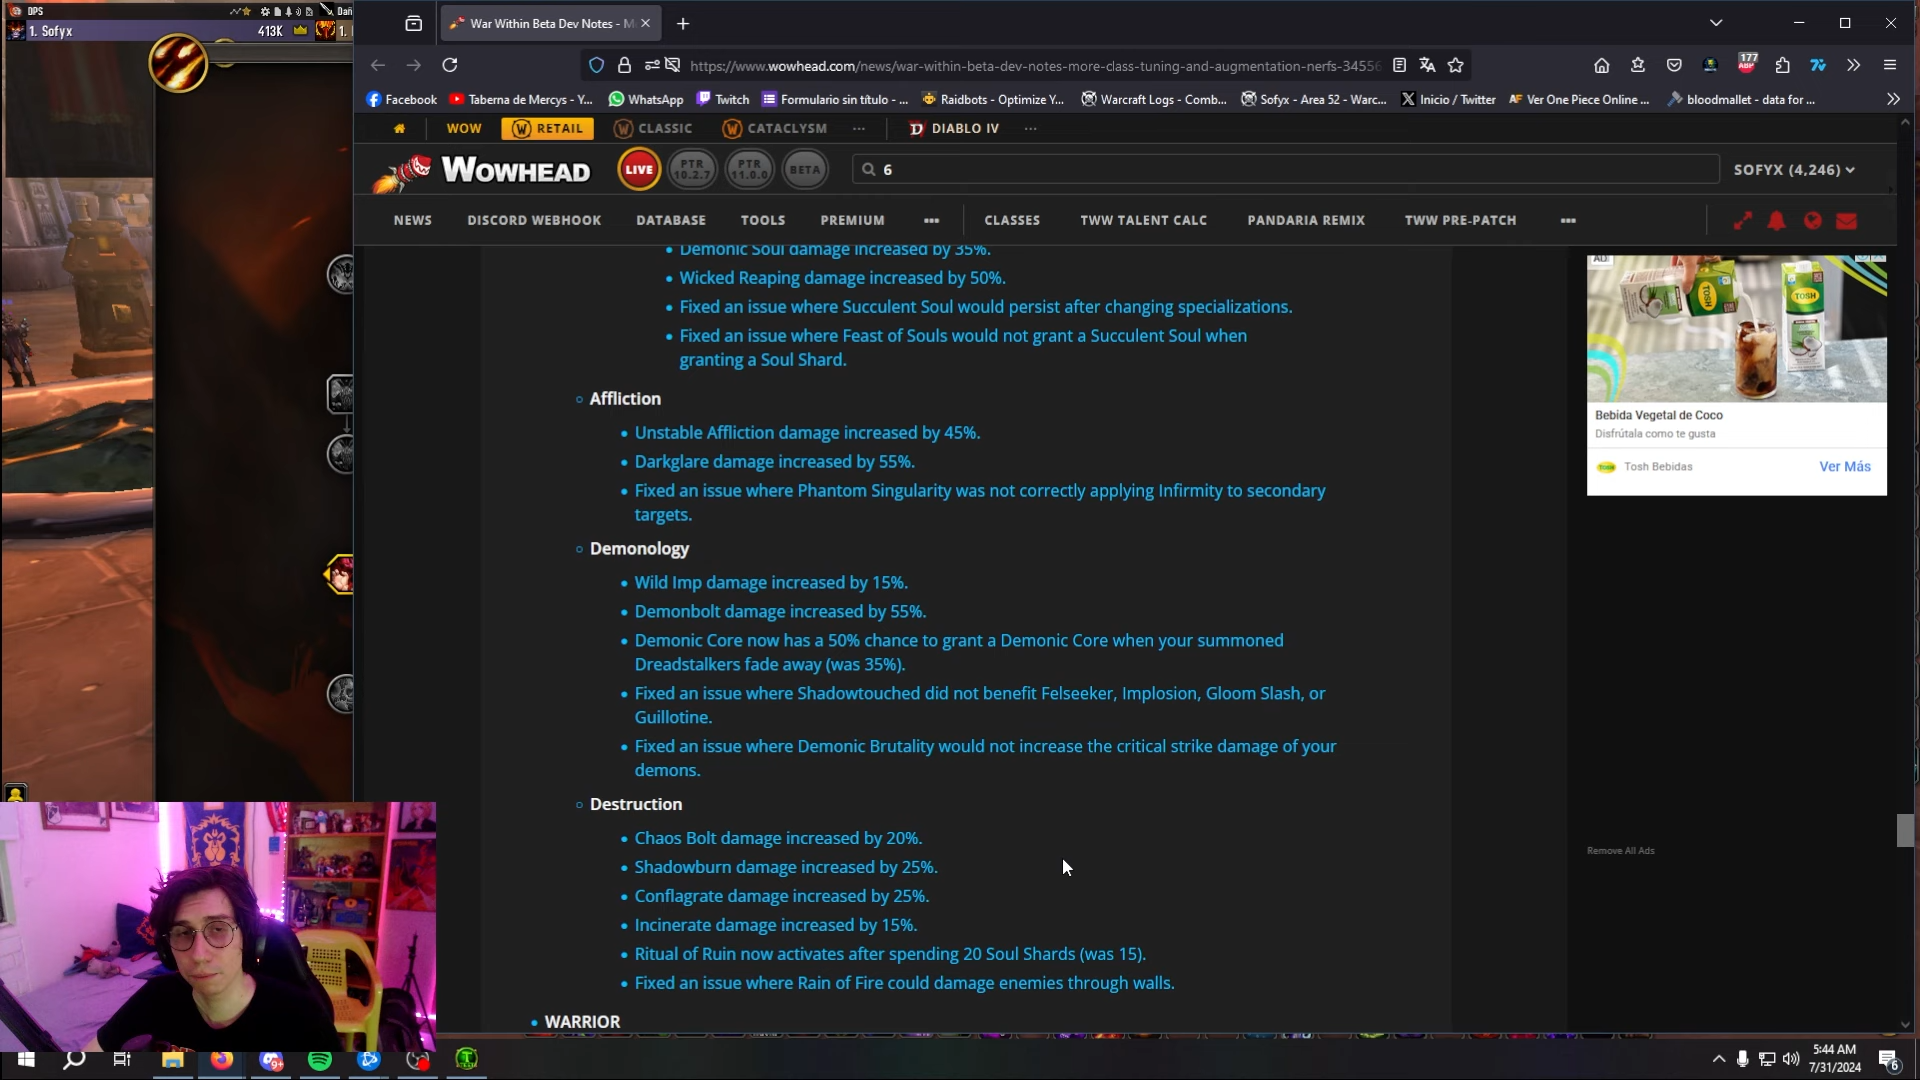 DPS
1. Sofyx
413K
1.
War Within Beta Dev Notes - M
https://www.wowhead.com/news/war-within-beta-dev-notes-more-class-tuning-and-augmentation-nerfs-34556
177
ABP
Facebook
Taberna de Mercys - Y...
WhatsApp
Twitch
Formulario sin título - ...
Raidbots - Optimize Y...
Warcraft Logs - Comb...
Sofyx - Area 52 - Warc...
Inicio / Twitter
AF Ver One Piece Online ...
bloodmallet - data for ...
WOW
RETAIL
CLASSIC
CATACLYSM
DIABLO IV
WOWHEAD
LIVE
PTR 10.2.7
PTR 11.0.0
BETA
6
SOFYX (4,246)
NEWS
DISCORD WEBHOOK
DATABASE
TOOLS
PREMIUM
CLASSES
TWW TALENT CALC
PANDARIA REMIX
TWW PRE-PATCH
Demonic Soul damage increased by 35%.
Wicked Reaping damage increased by 50%.
Fixed an issue where Succulent Soul would persist after changing specializations.
Fixed an issue where Feast of Souls would not grant a Succulent Soul when
granting a Soul Shard.
Affliction
Unstable Affliction damage increased by 45%.
Darkglare damage increased by 55%.
Fixed an issue where Phantom Singularity was not correctly applying Infirmity to secondary
targets.
Demonology
Wild Imp damage increased by 15%.
Demonbolt damage increased by 55%.
Demonic Core now has a 50% chance to grant a Demonic Core when your summoned
Dreadstalkers fade away (was 35%).
Fixed an issue where Shadowtouched did not benefit Felseeker, Implosion, Gloom Slash, or
Guillotine.
Fixed an issue where Demonic Brutality would not increase the critical strike damage of your
demons.
Destruction
Chaos Bolt damage increased by 20%.
Shadowburn damage increased by 25%.
Conflagrate damage increased by 25%.
Incinerate damage increased by 15%.
Ritual of Ruin now activates after spending 20 Soul Shards (was 15).
Fixed an issue where Rain of Fire could damage enemies through walls.
WARRIOR
AD
TOSH
TOSH
Bebida Vegetal de Coco
Disfrútala como te gusta
TOSH
Tosh Bebidas
Ver Más
Remove All Ads
9+
5:44 AM
7/31/2024
6